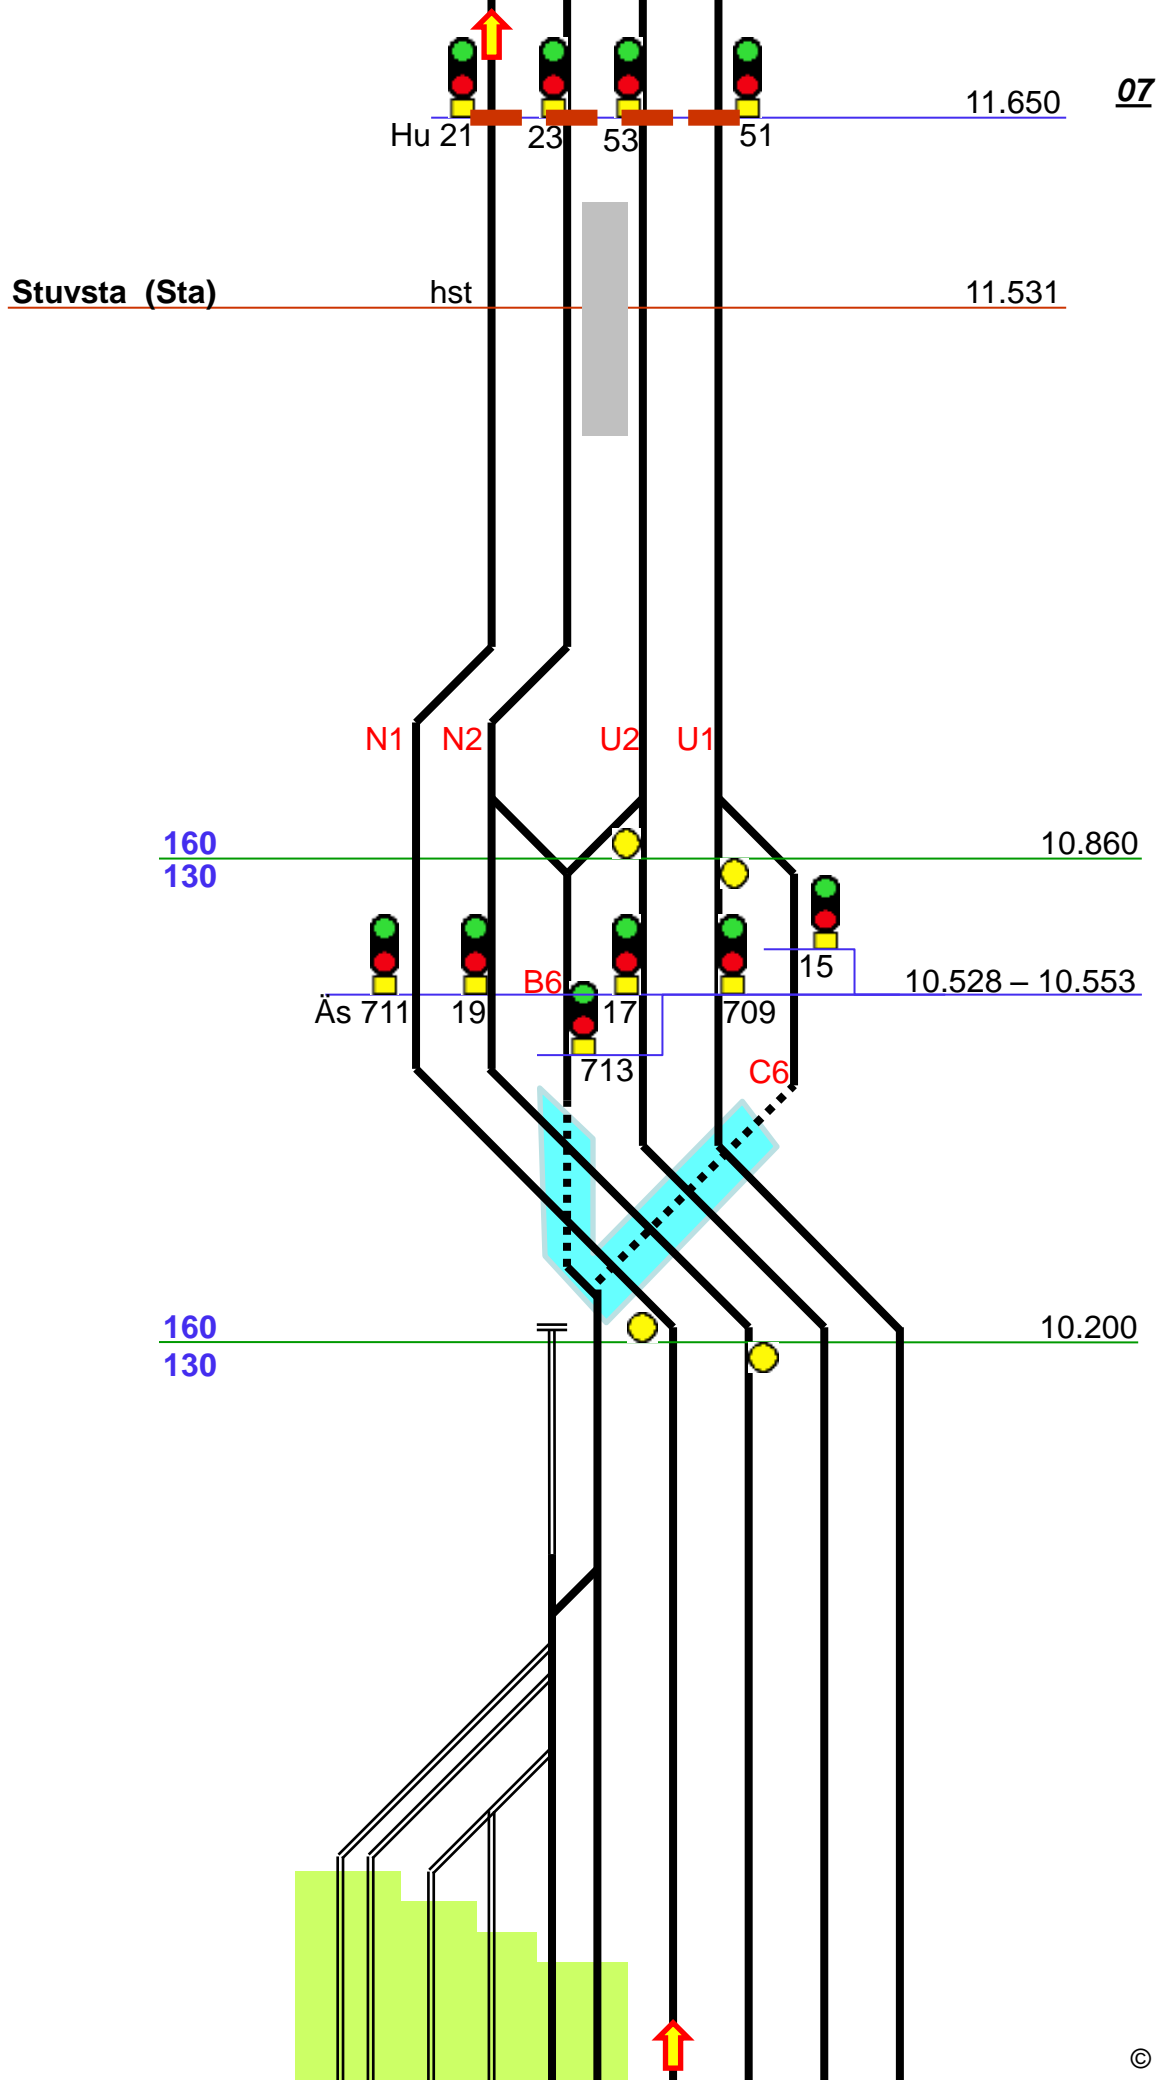 11.650 07
Hu 21 23 53 51
Stuvsta (Sta) hst 11.531
N1 N2 U2 U1
160 10.860
130
15
B6 10.528 – 10.553
Äs 711 19 17 709
713 C6
160 10.200
130
©